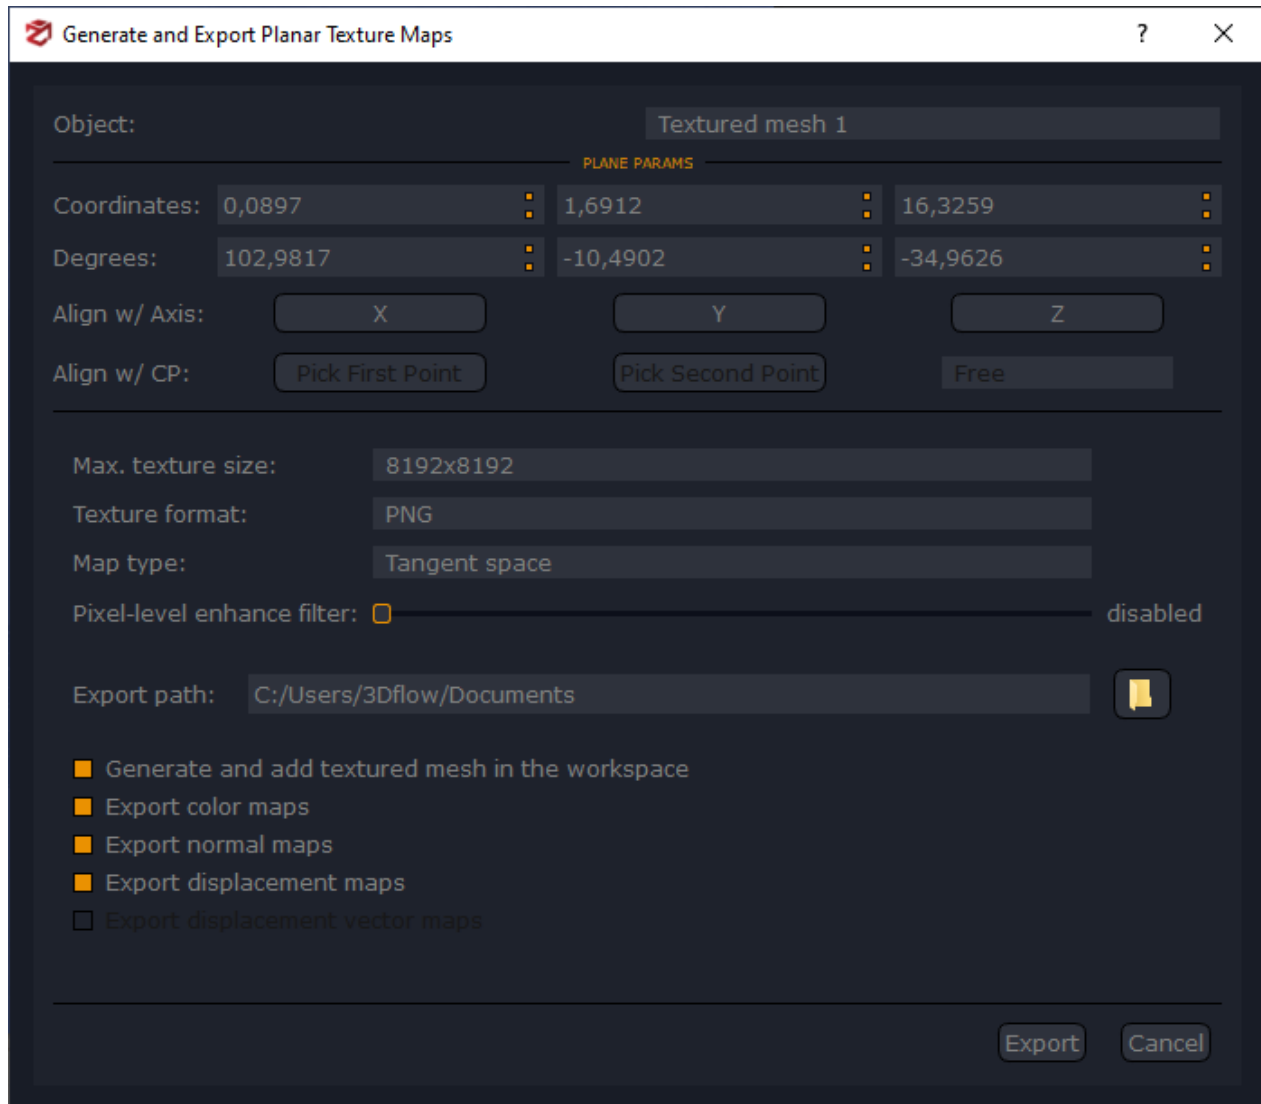 Generate and Export Planar Texture Maps
Object: Textured mesh 1
PLANE PARAMS
Coordinates: 0,0897 1,6912 16,3259
Degrees: 102,9817 -10,4902 -34,9626
Align w/ Axis: X Y Z
Align w/ CP: Pick First Point Pick Second Point Free
Max. texture size: 8192x8192
Texture format: PNG
Map type: Tangent space
Pixel-level enhance filter: disabled
Export path: C:/Users/3Dflow/Documents
Generate and add textured mesh in the workspace
Export color maps
Export normal maps
Export displacement maps
Export displacement vector maps
Export Cancel